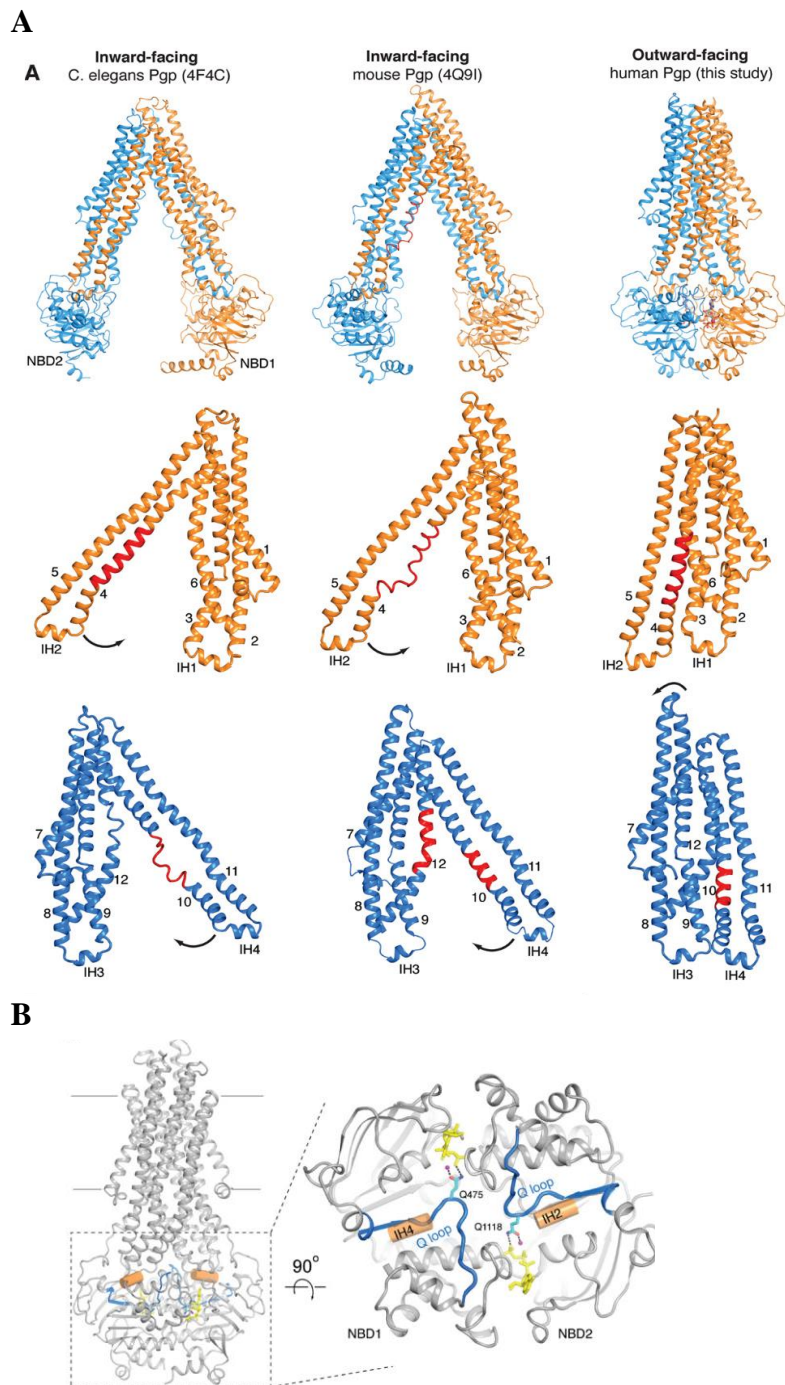 A
A
Inward-facing
C. elegans Pgp (4F4C)
Inward-facing
mouse Pgp (4Q9I)
Outward-facing
human Pgp (this study)
NBD2
NBD1
5
4
6
1
3
2
IH2
IH1
5
4
6
1
3
2
IH2
IH1
5
4
6
1
3
2
IH2
IH1
7
12
11
10
8
9
IH3
IH4
7
12
11
10
8
9
IH3
IH4
7
12
10
11
8
9
IH3
IH4
B
90°
Q475
Q loop
Q1118
IH2
IH4
Q loop
NBD1
NBD2